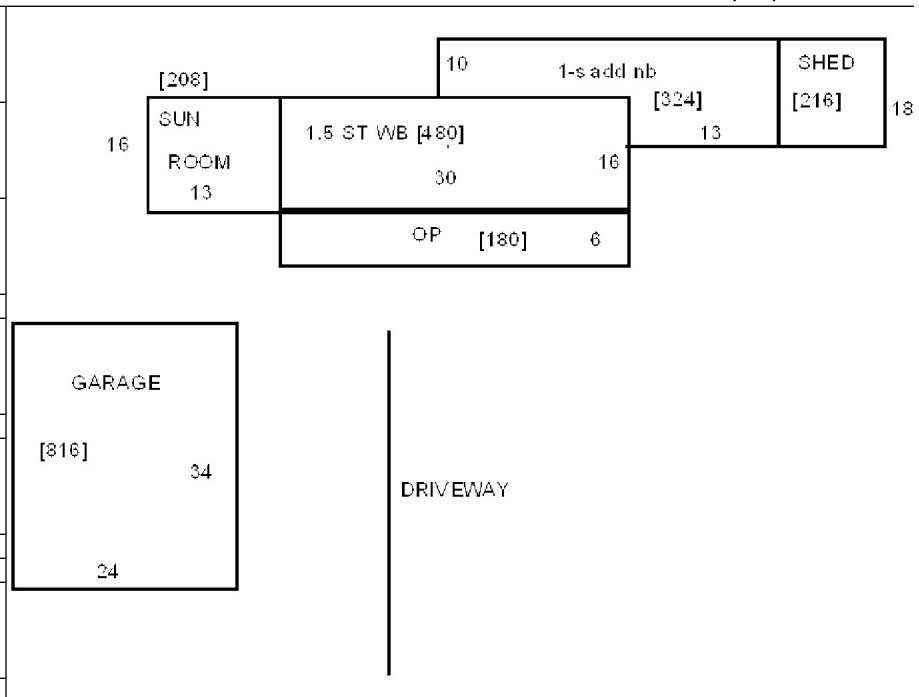 10
1-s add nb
SHED
[208]
[324]
[216]
18
SUN
1.5 ST WB [480]
13
16
ROOM
16
30
13
OP
[180]
6
GARAGE
[816]
34
DRIVEWAY
24